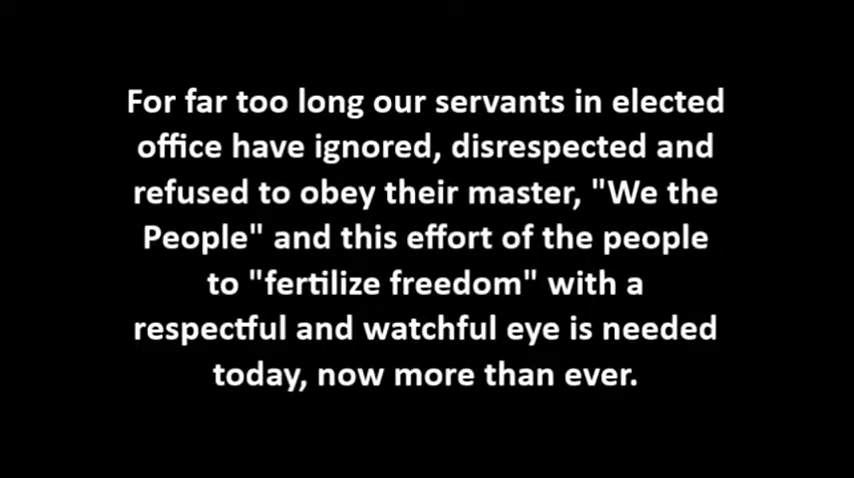 For far too long our servants in elected
office have ignored, disrespected and
refused to obey their master, "We the
People" and this effort of the people
to "fertilize freedom" with a
respectful and watchful eye is needed
today, now more than ever.